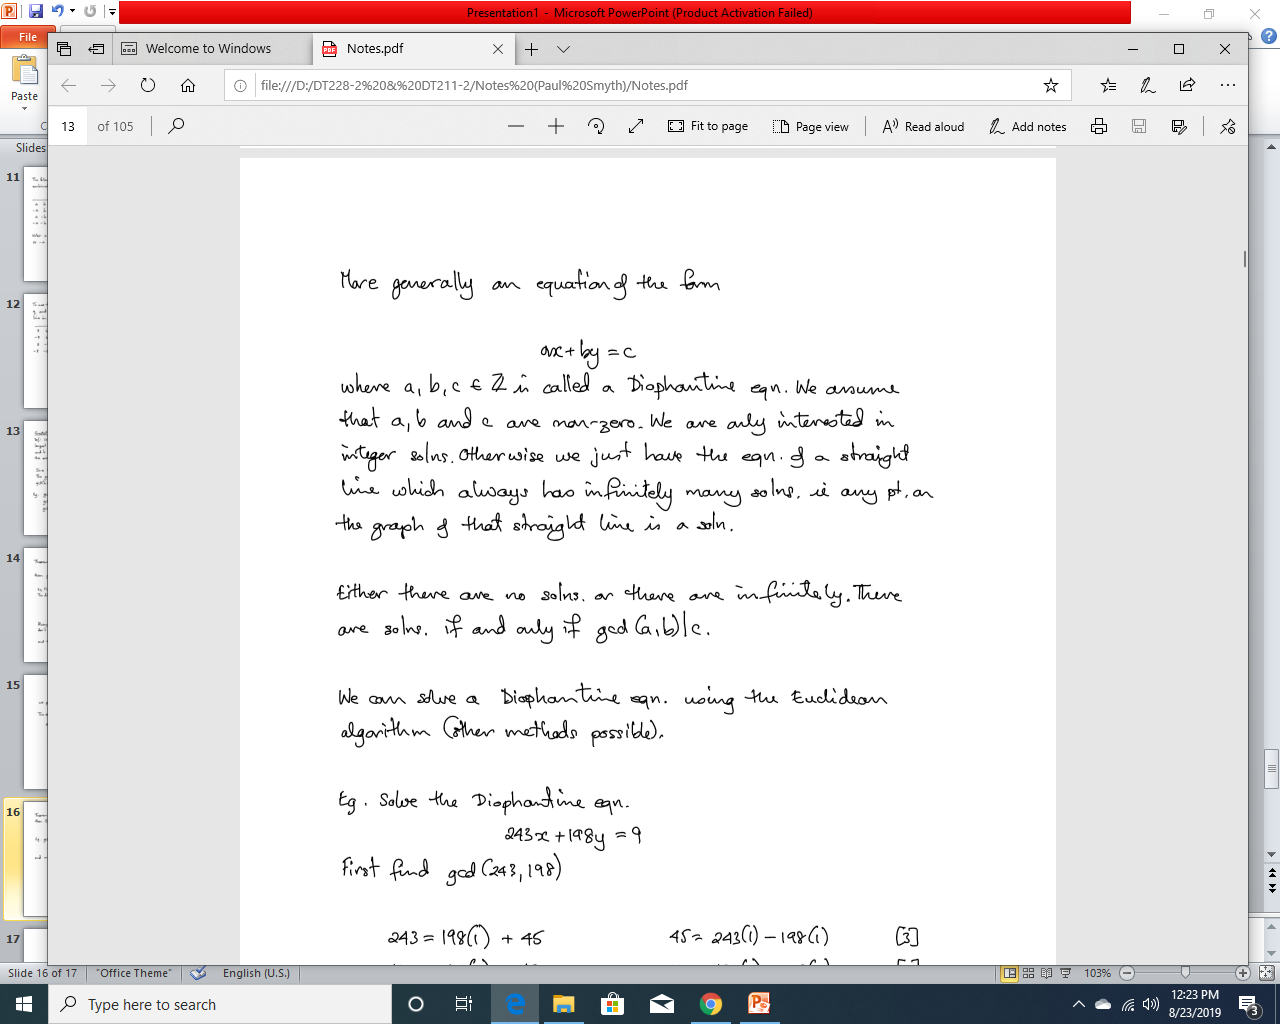 Presentation1 - Microsoft PowerPoint (Product Activation Failed)
File
Welcome to Windows
Notes.pdf
Paste
file:///D:/DT228-2%20&%20DT211-2/Notes%20(Paul%20Smyth)/Notes.pdf
13 of 105
Fit to page
Page view
Read aloud
Add notes
Slides
11
12
13
14
15
16
17
More generally an equation of the form
ax + by = c
where a, b, c ∈ ℤ is called a Diophantine eqn. We assume
that a, b and c are non-zero. We are only interested in
integer solns. Otherwise we just have the eqn. of a straight
line which always has infinitely many solns. ie any pt. on
the graph of that straight line is a soln.
Either there are no solns. or there are infinitely. There
are solns. if and only if gcd (a, b) | c.
We can solve a Diophantine eqn. using the Euclidean
algorithm (other methods possible).
Eg. Solve the Diophantine eqn.
243x + 198y = 9
First find gcd (243, 198)
243 = 198(1) + 45
45 = 243(1) - 198(1)
[3]
Slide 16 of 17
"Office Theme"
English (U.S.)
103%
Type here to search
12:23 PM
8/23/2019
3